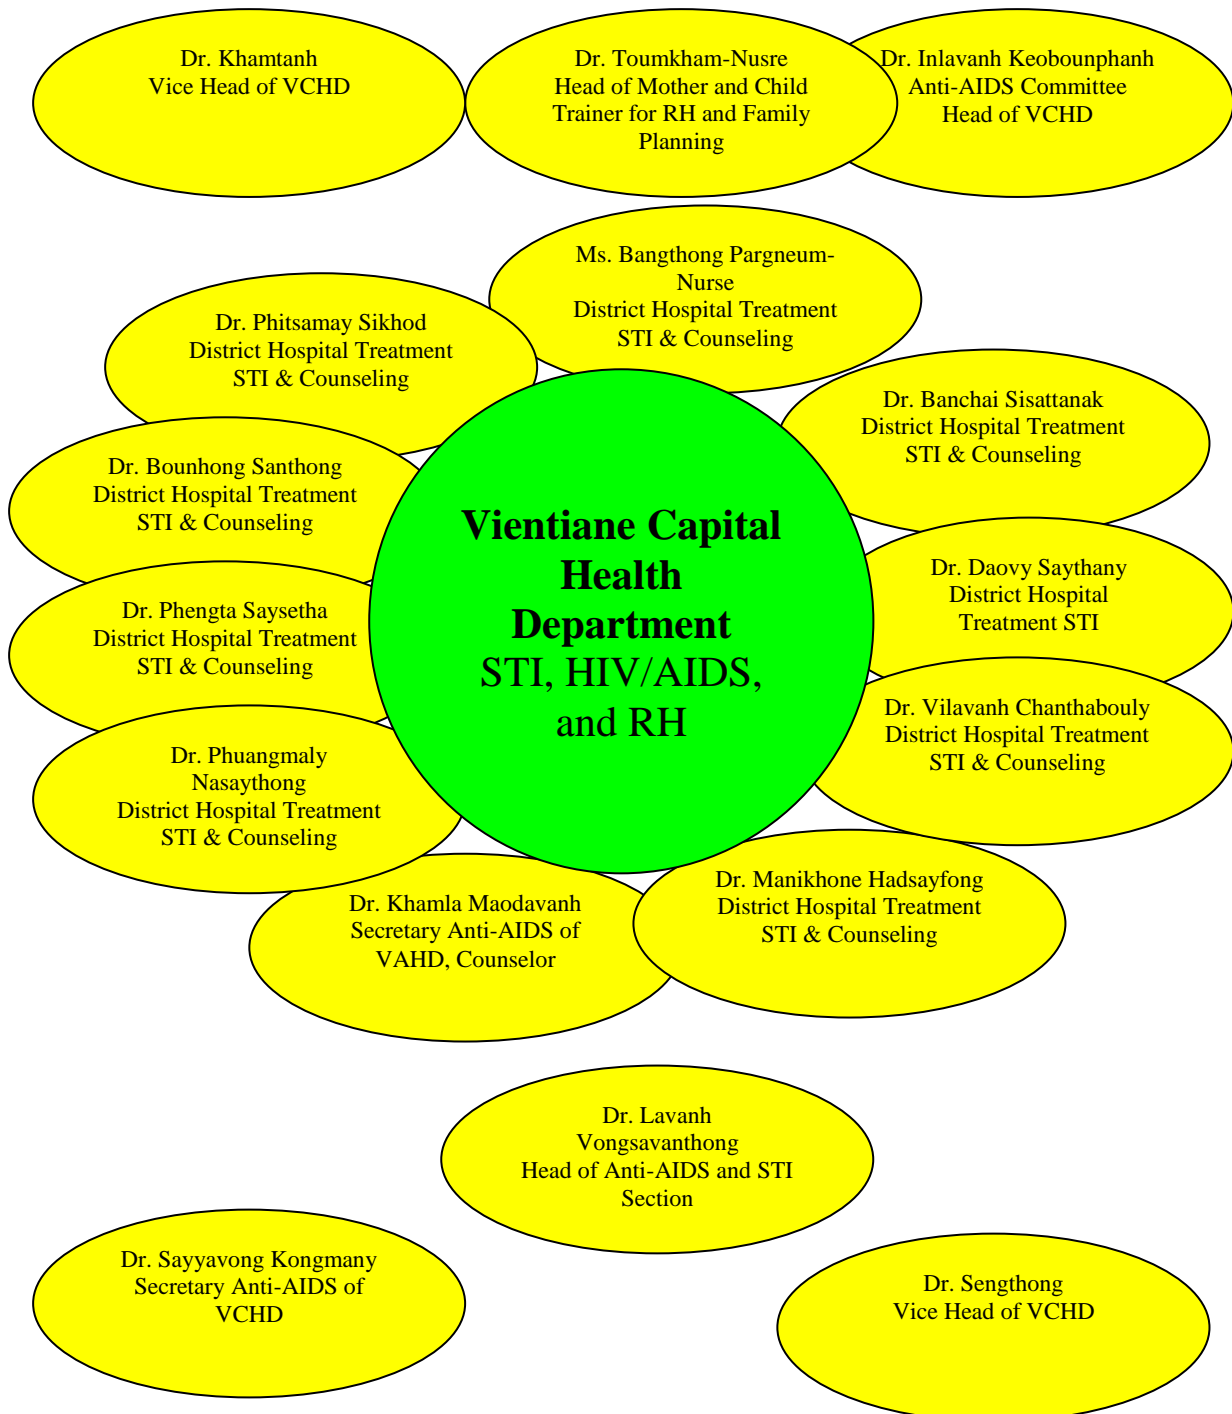 Dr. Khamtanh
Vice Head of VCHD
Dr. Toumkham-Nusre
Head of Mother and Child
Trainer for RH and Family
Planning
Dr. Inlavanh Keobounphanh
Anti-AIDS Committee
Head of VCHD
Ms. Bangthong Pargneum-
Nurse
District Hospital Treatment
STI & Counseling
Dr. Phitsamay Sikhod
District Hospital Treatment
STI & Counseling
Dr. Banchai Sisattanak
District Hospital Treatment
STI & Counseling
Dr. Bounhong Santhong
District Hospital Treatment
STI & Counseling
Vientiane Capital
Health
Department
STI, HIV/AIDS,
and RH
Dr. Daovy Saythany
District Hospital
Treatment STI
Dr. Phengta Saysetha
District Hospital Treatment
STI & Counseling
Dr. Vilavanh Chanthabouly
District Hospital Treatment
STI & Counseling
Dr. Phuangmaly
Nasaythong
District Hospital Treatment
STI & Counseling
Dr. Manikhone Hadsayfong
District Hospital Treatment
STI & Counseling
Dr. Khamla Maodavanh
Secretary Anti-AIDS of
VAHD, Counselor
Dr. Lavanh
Vongsavanthong
Head of Anti-AIDS and STI
Section
Dr. Sayyavong Kongmany
Secretary Anti-AIDS of
VCHD
Dr. Sengthong
Vice Head of VCHD